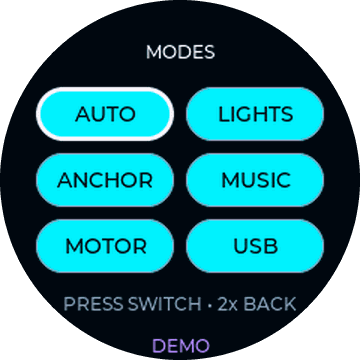 MODES
AUTO LIGHTS
ANCHOR MUSIC
MOTOR USB
PRESS SWITCH • 2x BACK
DEMO